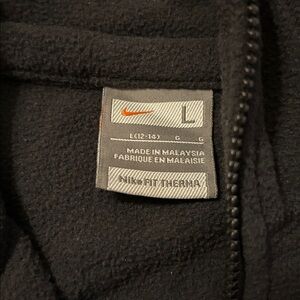 L
L(12-14) G G
MADE IN MALAYSIA
FABRIQUE EN MALAISIE
Nike FIT THERMA